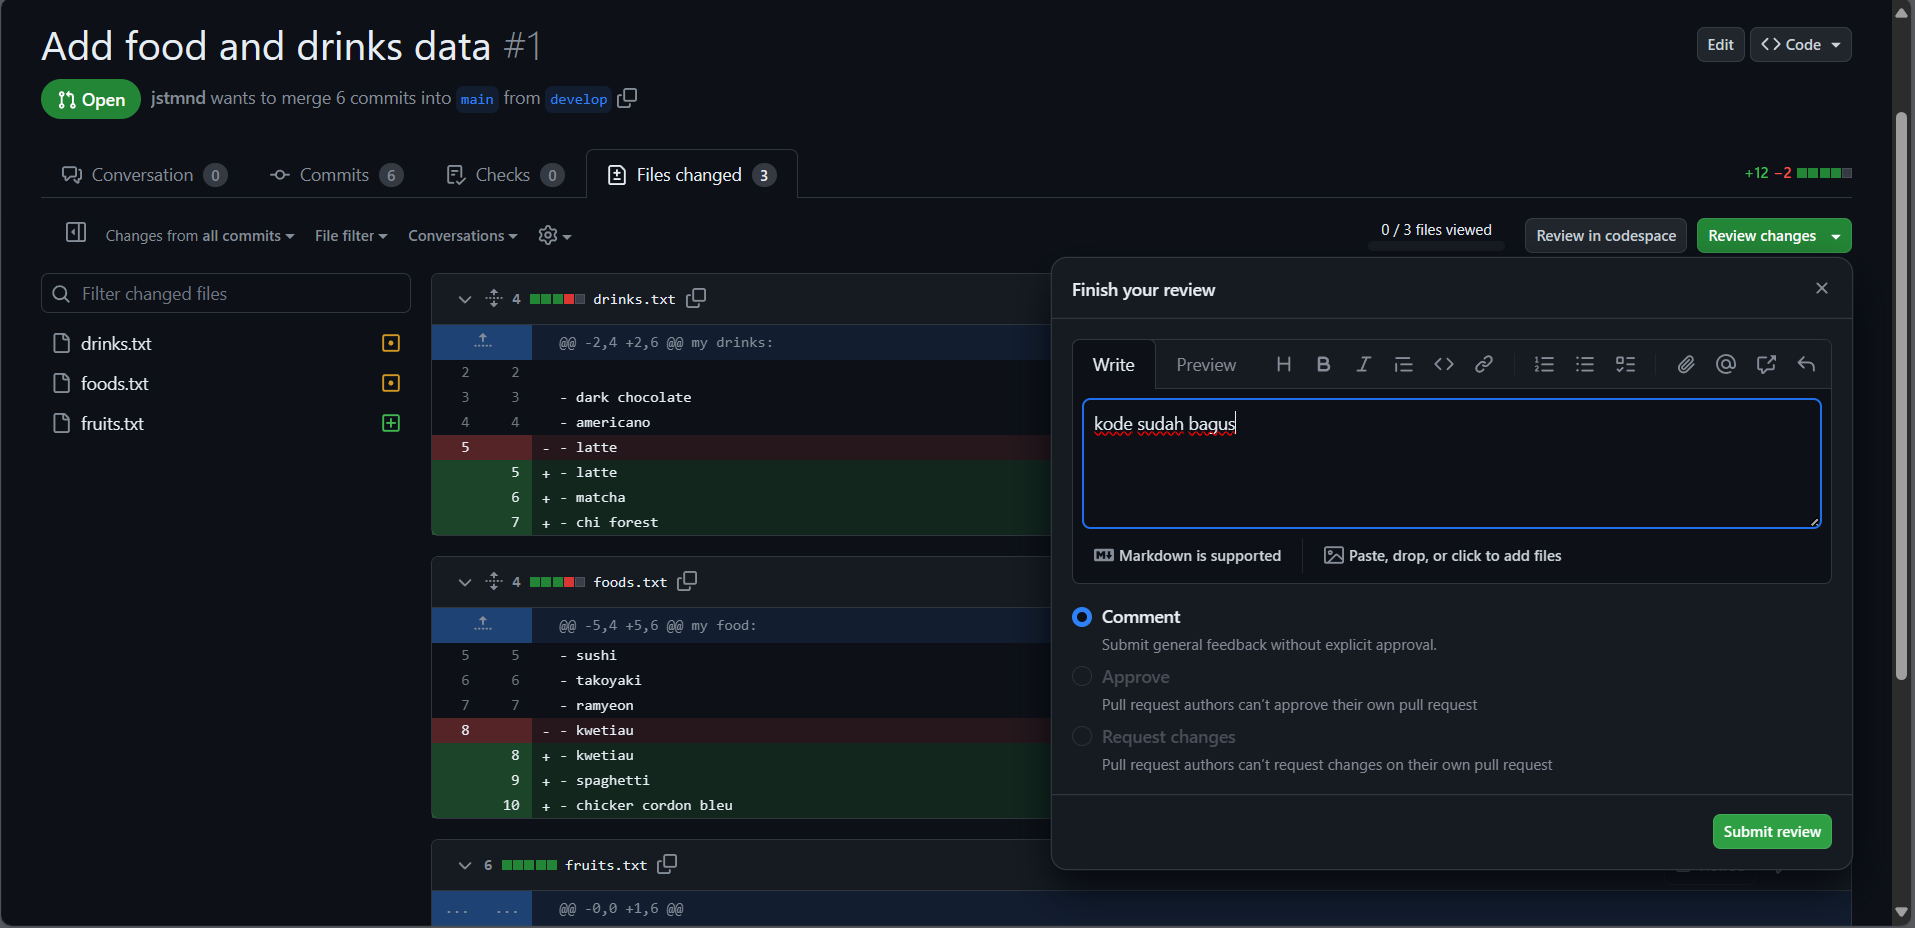 Add food and drinks data #1
Edit
Code
Open
jstmnd wants to merge 6 commits into main from develop
Conversation 0
Commits 6
Checks 0
Files changed 3
+12 −2
Changes from all commits
File filter
Conversations
0 / 3 files viewed
Review in codespace
Review changes
Filter changed files
drinks.txt
foods.txt
fruits.txt
4 drinks.txt
@@ -2,4 +2,6 @@ my drinks:
2 2
3 3 - dark chocolate
4 4 - americano
5 - - latte
5 + - latte
6 + - matcha
7 + - chi forest
4 foods.txt
@@ -5,4 +5,6 @@ my food:
5 5 - sushi
6 6 - takoyaki
7 7 - ramyeon
8 - - kwetiau
8 + - kwetiau
9 + - spaghetti
10 + - chicker cordon bleu
6 fruits.txt
... ... @@ -0,0 +1,6 @@
Finish your review
Write
Preview
kode sudah bagus
Markdown is supported
Paste, drop, or click to add files
Comment
Submit general feedback without explicit approval.
Approve
Pull request authors can't approve their own pull request
Request changes
Pull request authors can't request changes on their own pull request
Submit review